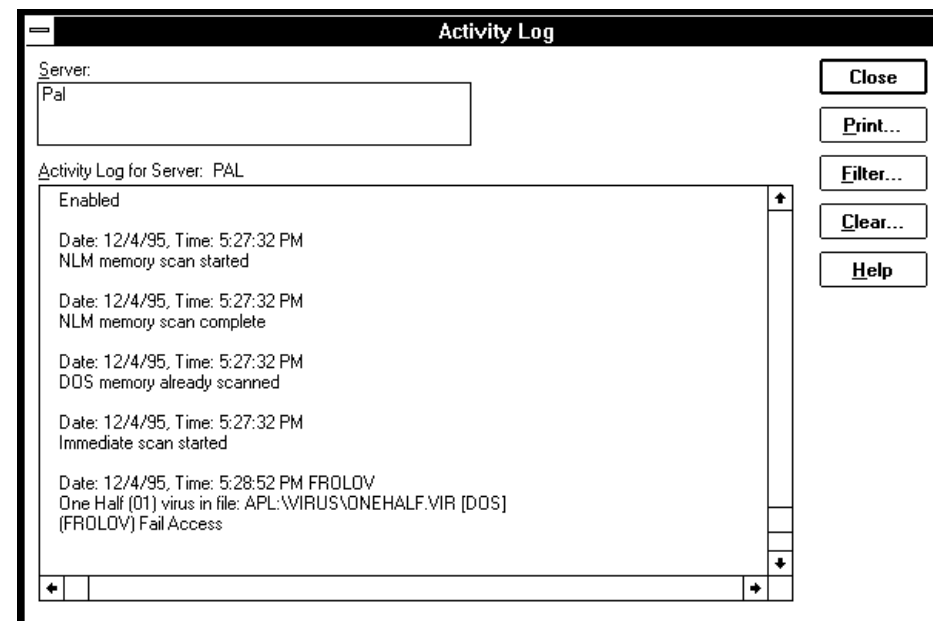 Activity Log
Server:
Pal
Activity Log for Server: PAL
Enabled
Date: 12/4/95, Time: 5:27:32 PM
NLM memory scan started
Date: 12/4/95, Time: 5:27:32 PM
NLM memory scan complete
Date: 12/4/95, Time: 5:27:32 PM
DOS memory already scanned
Date: 12/4/95, Time: 5:27:32 PM
Immediate scan started
Date: 12/4/95, Time: 5:28:52 PM FROLOV
One Half (01) virus in file: APL:\VIRUS\ONEHALF.VIR [DOS]
(FROLOV) Fail Access
Close
Print...
Filter...
Clear...
Help